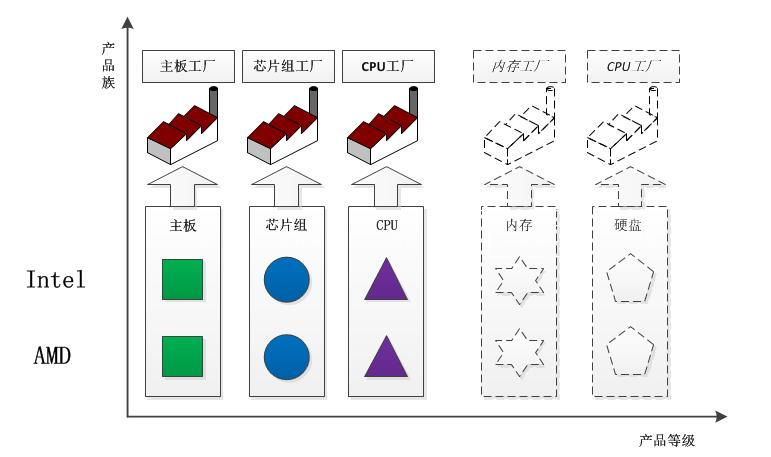 产品族
主板工厂
芯片组工厂
CPU工厂
内存工厂
CPU工厂
主板
芯片组
CPU
内存
硬盘
Intel
AMD
产品等级